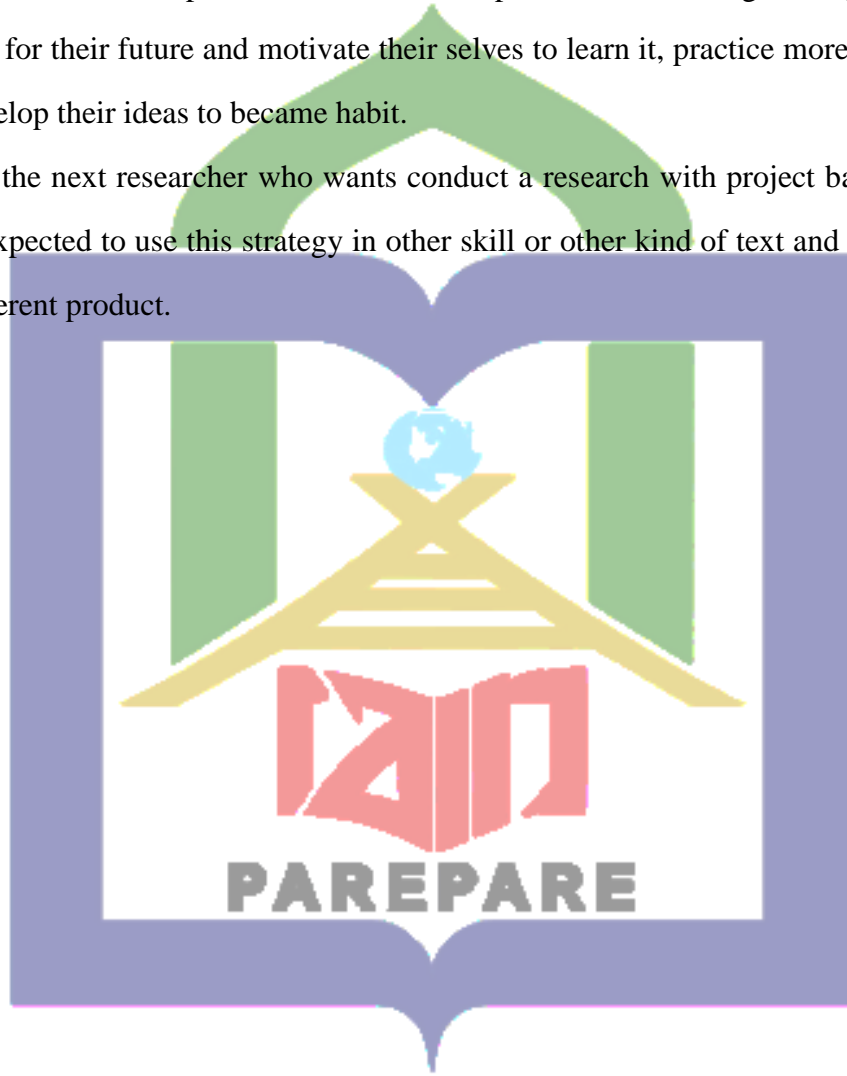 for their future and motivate their selves to learn it, practice more
elop their ideas to became habit.
the next researcher who wants conduct a research with project ba
xpected to use this strategy in other skill or other kind of text and
erent product.
iain
PAREPARE